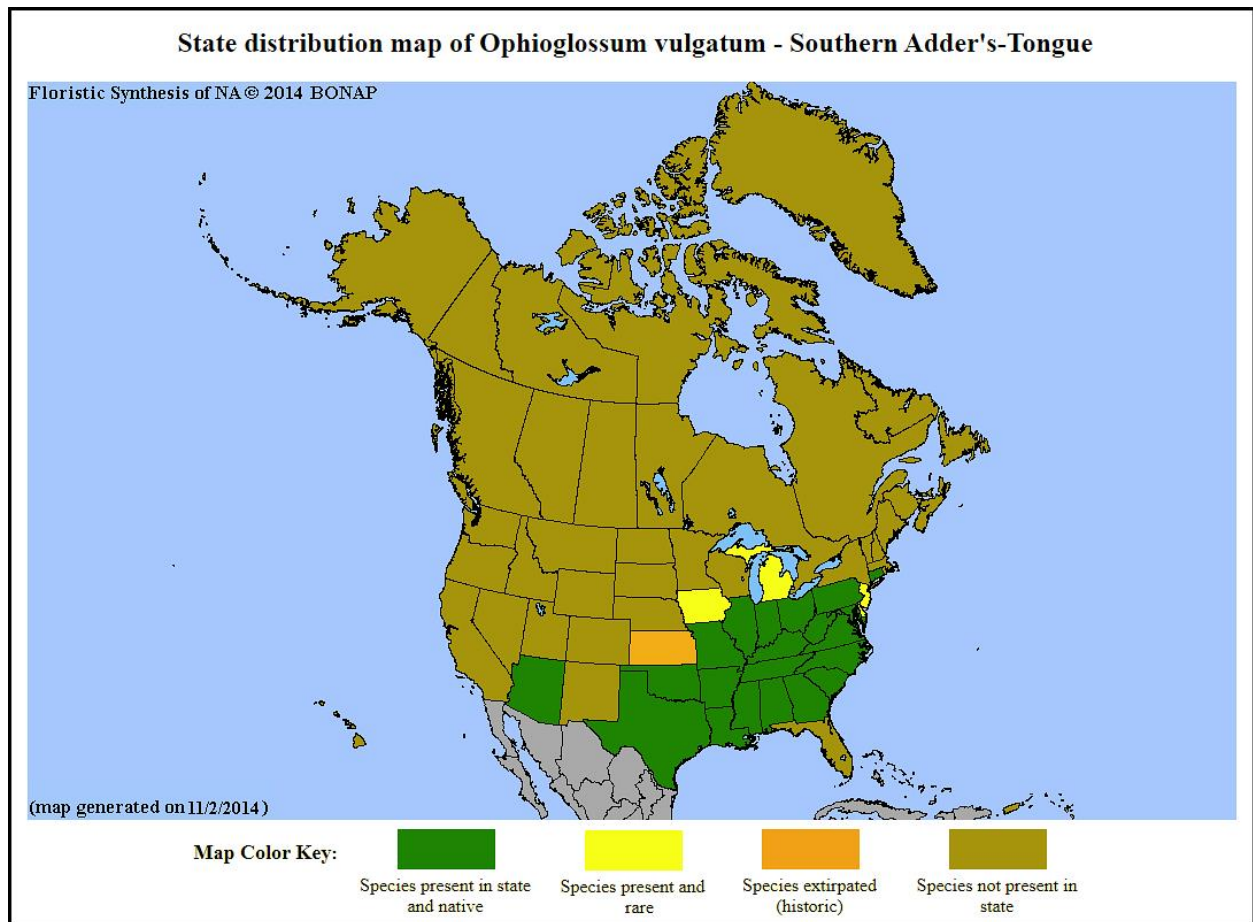 State distribution map of Ophioglossum vulgatum - Southern Adder's-Tongue
Floristic Synthesis of NA © 2014 BONAP
(map generated on 11/2/2014)
Map Color Key:
Species present in state
and native
Species present and
rare
Species extirpated
(historic)
Species not present in
state